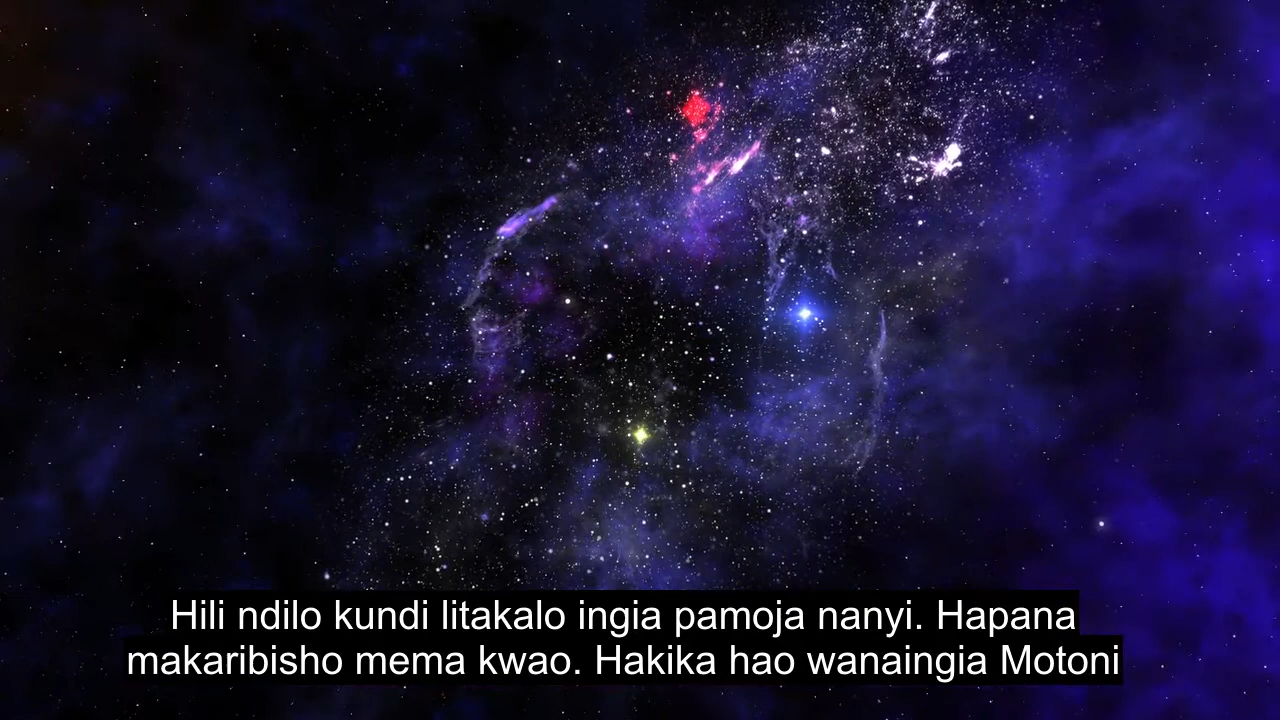 Hili ndilo kundi litakalo ingia pamoja nanyi. Hapana
makaribisho mema kwao. Hakika hao wanaingia Motoni